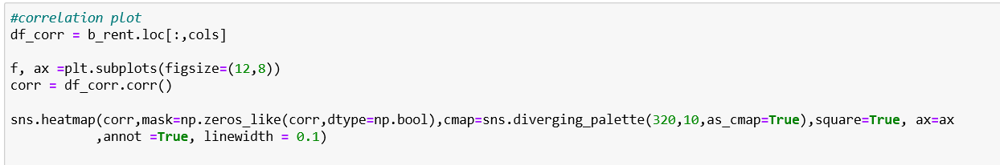 #correlation plot
df_corr = b_rent.loc[:,cols]
f, ax =plt.subplots(figsize=(12,8))
corr = df_corr.corr()
sns.heatmap(corr,mask=np.zeros_like(corr,dtype=np.bool),cmap=sns.diverging_palette(320,10,as_cmap=True),square=True, ax=ax
,annot =True, linewidth = 0.1)